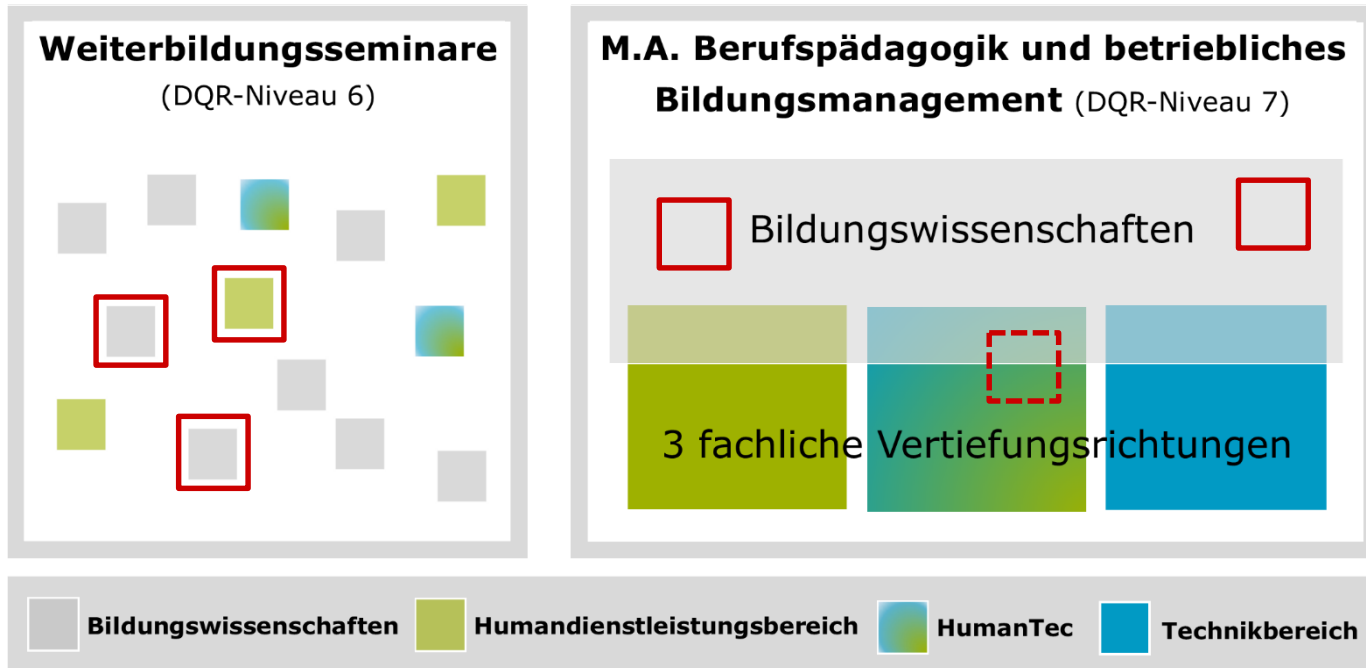 Weiterbildungsseminare
(DQR-Niveau 6)
M.A. Berufspädagogik und betriebliches
Bildungsmanagement (DQR-Niveau 7)
Bildungswissenschaften
3 fachliche Vertiefungsrichtungen
Bildungswissenschaften
Humandienstleistungsbereich
HumanTec
Technikbereich